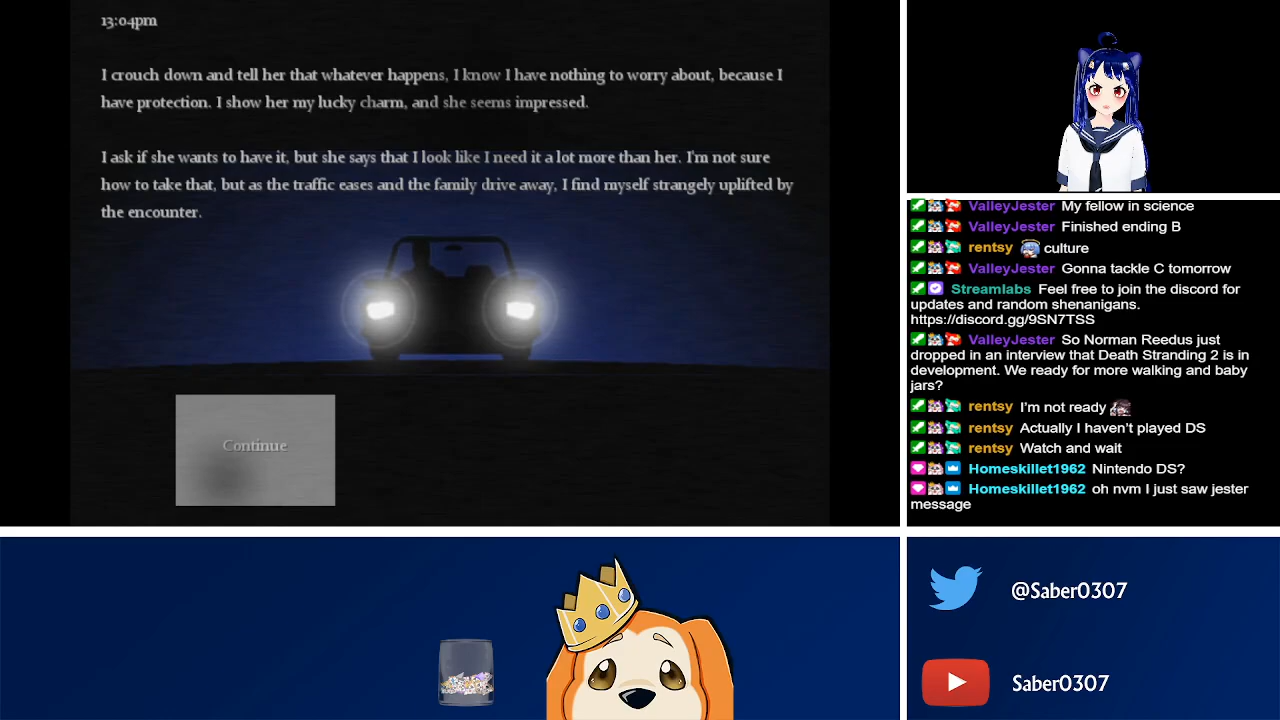 13:04pm
I crouch down and tell her that whatever happens, I know I have nothing to worry about, because I
have protection. I show her my lucky charm, and she seems impressed.
I ask if she wants to have it, but she says that I look like I need it a lot more than her. I'm not sure
how to take that, but as the traffic eases and the family drive away, I find myself strangely uplifted by
the encounter.
Continue
ValleyJester My fellow in science
ValleyJester Finished ending B
rentsy culture
ValleyJester Gonna tackle C tomorrow
Streamlabs Feel free to join the discord for
updates and random shenanigans.
https://discord.gg/9SN7TSS
ValleyJester So Norman Reedus just
dropped in an interview that Death Stranding 2 is in
development. We ready for more walking and baby
jars?
rentsy I'm not ready
rentsy Actually I haven't played DS
rentsy Watch and wait
Homeskillet1962 Nintendo DS?
Homeskillet1962 oh nvm I just saw jester
message
@Saber0307
Saber0307